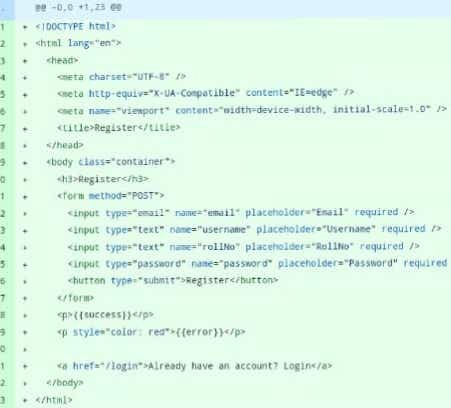 @@ -0,0 +1,23 @@
1 + <!DOCTYPE html>
2 + <html lang="en">
3 + <head>
4 + <meta charset="UTF-8" />
5 + <meta http-equiv="X-UA-Compatible" content="IE=edge" />
6 + <meta name="viewport" content="width=device-width, initial-scale=1.0" />
7 + <title>Register</title>
8 + </head>
9 + <body class="container">
0 + <h3>Register</h3>
1 + <form method="POST">
2 + <input type="email" name="email" placeholder="Email" required />
3 + <input type="text" name="username" placeholder="Username" required />
4 + <input type="text" name="rollNo" placeholder="RollNo" required />
5 + <input type="password" name="password" placeholder="Password" required
6 + <button type="submit">Register</button>
7 + </form>
8 + <p>{{success}}</p>
9 + <p style="color: red">{{error}}</p>
0 +
1 + <a href="/login">Already have an account? Login</a>
2 + </body>
3 + </html>